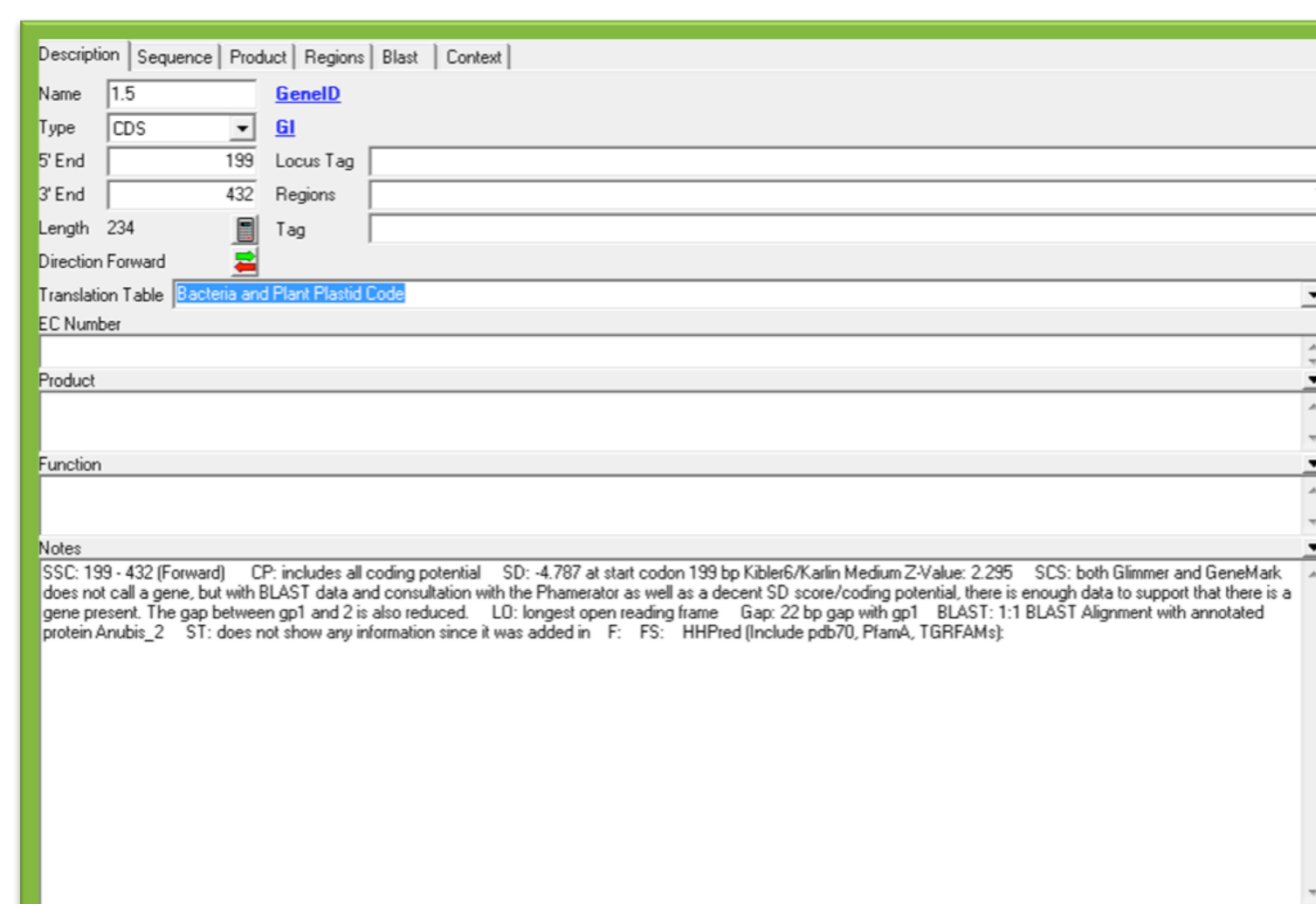 Description Sequence Product Regions Blast Context
Name 1.5 GeneID
Type CDS GI
5' End 199 Locus Tag
3' End 432 Regions
Length 234 Tag
Direction Forward
Translation Table Bacteria and Plant Plastid Code
EC Number
Product
Function
Notes
SSC: 199 - 432 (Forward) CP: includes all coding potential SD: -4.787 at start codon 199 bp Kibler6/Karlin Medium Z-Value: 2.295 SCS: both Glimmer and GeneMark
does not call a gene, but with BLAST data and consultation with the Phamerator as well as a decent SD score/coding potential, there is enough data to support that there is a
gene present. The gap between gp1 and 2 is also reduced. LO: longest open reading frame Gap: 22 bp gap with gp1 BLAST: 1:1 BLAST Alignment with annotated
protein Anubis_2 ST: does not show any information since it was added in F: FS: HHPred (Include pdb70, PfamA, TGRFAMs):